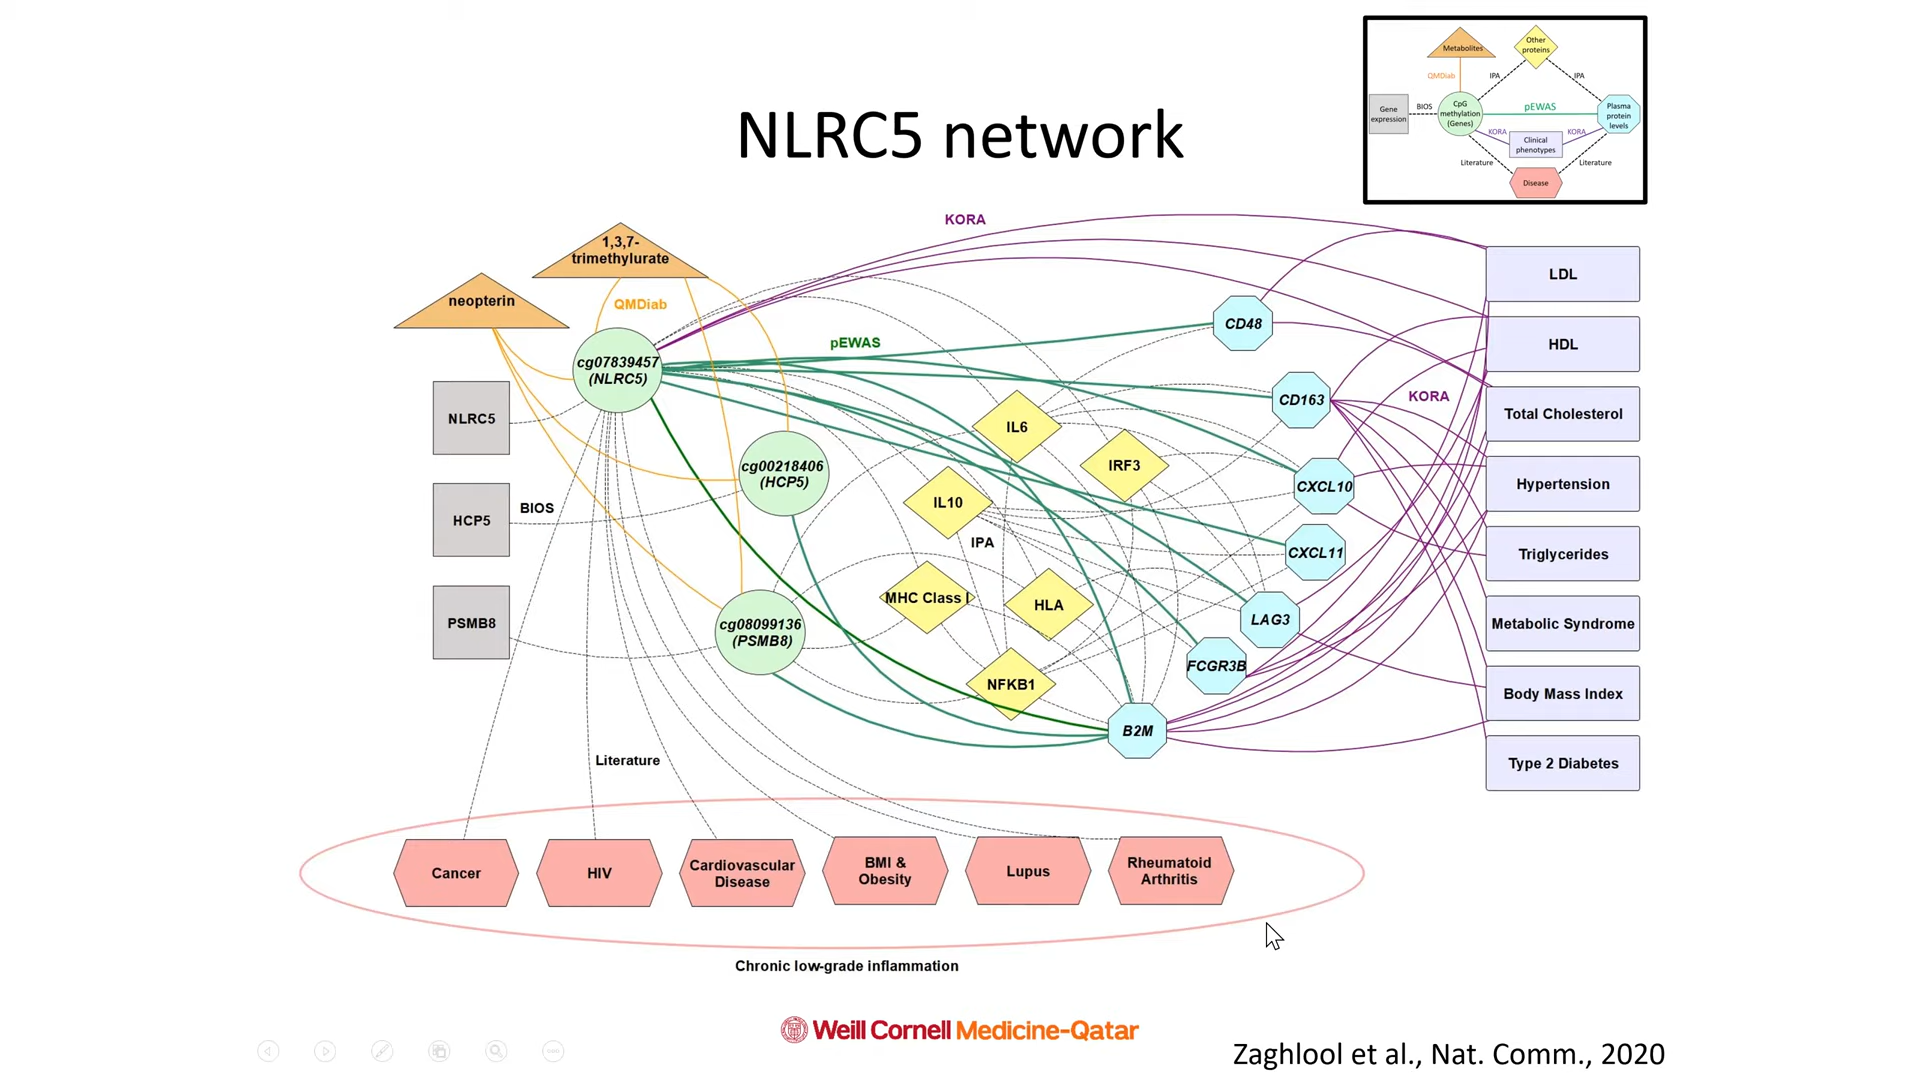 NLRC5 network
Metabolites
Other
proteins
QMDiab
IPA
IPA
Gene
expression
BIOS
CpG
methylation
(Genes)
pEWAS
Plasma
protein
levels
KORA
KORA
Clinical
phenotypes
Literature
Literature
Disease
KORA
1,3,7-
trimethylurate
neopterin
QMDiab
pEWAS
cg07839457
(NLRC5)
cg00218406
(HCP5)
cg08099136
(PSMB8)
NLRC5
HCP5
PSMB8
BIOS
IL6
IRF3
IL10
IPA
MHC Class I
HLA
NFKB1
CD48
CD163
CXCL10
CXCL11
LAG3
FCGR3B
B2M
KORA
LDL
HDL
Total Cholesterol
Hypertension
Triglycerides
Metabolic Syndrome
Body Mass Index
Type 2 Diabetes
Literature
Cancer
HIV
Cardiovascular
Disease
BMI &
Obesity
Lupus
Rheumatoid
Arthritis
Chronic low-grade inflammation
Weill Cornell Medicine-Qatar
Zaghlool et al., Nat. Comm., 2020